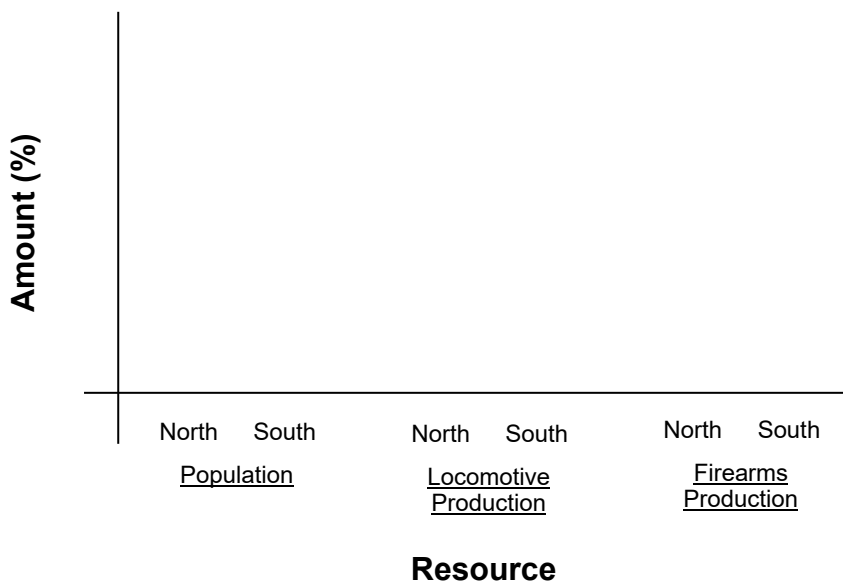 Amount (%)
North South North South North South
Population Locomotive Production Firearms Production
Resource